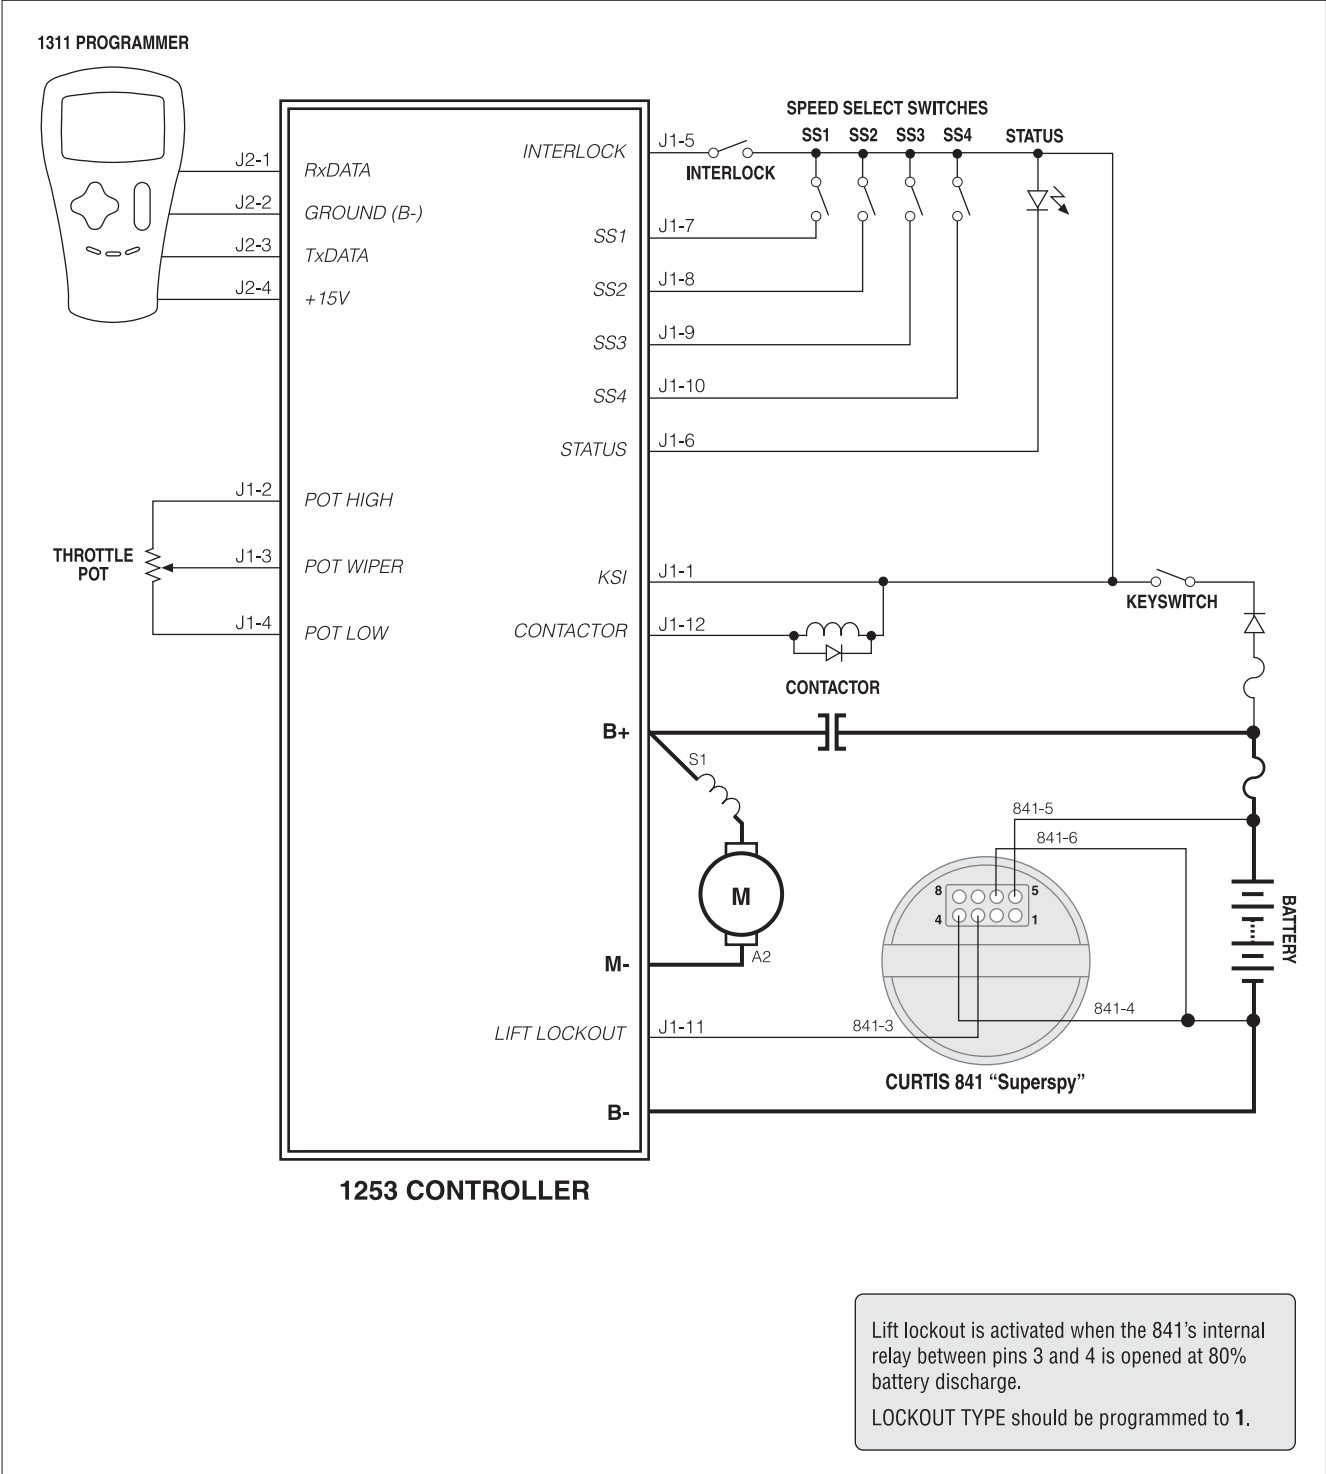 1311 PROGRAMMER
SPEED SELECT SWITCHES
SS1 SS2 SS3 SS4 STATUS
J2-1 RxDATA
J2-2 GROUND (B-)
J2-3 TxDATA
J2-4 +15V
INTERLOCK J1-5 INTERLOCK
SS1 J1-7
SS2 J1-8
SS3 J1-9
SS4 J1-10
STATUS J1-6
J1-2 POT HIGH
THROTTLE
POT
J1-3 POT WIPER
J1-4 POT LOW
KSI J1-1 KEYSWITCH
CONTACTOR J1-12
CONTACTOR
B+
S1
M
A2
M-
841-5
841-6
8 5
4 1
BATTERY
841-4
LIFT LOCKOUT J1-11 841-3
CURTIS 841 “Superspy”
B-
1253 CONTROLLER
Lift lockout is activated when the 841’s internal
relay between pins 3 and 4 is opened at 80%
battery discharge.
LOCKOUT TYPE should be programmed to 1.